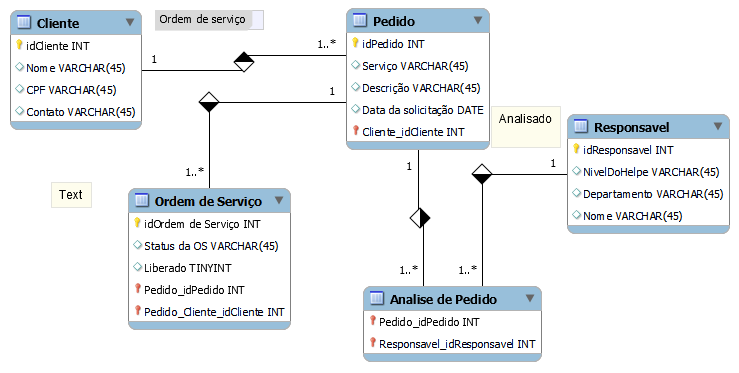 Cliente
idCliente INT
Nome VARCHAR(45)
CPF VARCHAR(45)
Contato VARCHAR(45)
Ordem de serviço
1
1..*
Pedido
idPedido INT
Serviço VARCHAR(45)
Descrição VARCHAR(45)
Data da solicitação DATE
Cliente_idCliente INT
1
1..*
Analisado
Responsavel
idResponsavel INT
NivelDoHelpe VARCHAR(45)
Departamento VARCHAR(45)
Nome VARCHAR(45)
1
1
Text
Ordem de Serviço
idOrdem de Serviço INT
Status da OS VARCHAR(45)
Liberado TINYINT
Pedido_idPedido INT
Pedido_Cliente_idCliente INT
1..*
1..*
Analise de Pedido
Pedido_idPedido INT
Responsavel_idResponsavel INT